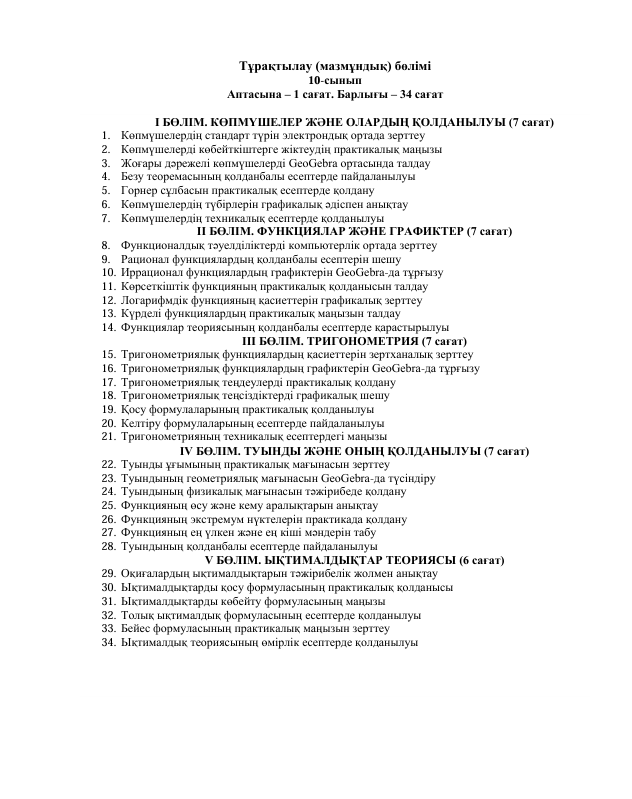 Тұрақтылау (мазмұндық) бөлімі
10-сынып
Аптасына – 1 сағат. Барлығы – 34 сағат
I БӨЛІМ. КӨПМҮШЕЛЕР ЖӘНЕ ОЛАРДЫҢ ҚОЛДАНЫЛУЫ (7 сағат)
1. Көпмүшелердің стандарт түрін электрондық ортада зерттеу
2. Көпмүшелерді көбейткіштерге жіктеудің практикалық маңызы
3. Жоғары дәрежелі көпмүшелерді GeoGebra ортасында талдау
4. Безу теоремасының қолданбалы есептерде пайдаланылуы
5. Горнер сұлбасын практикалық есептерде қолдану
6. Көпмүшелердің түбірлерін графикалық әдіспен анықтау
7. Көпмүшелердің техникалық есептерде қолданылуы
II БӨЛІМ. ФУНКЦИЯЛАР ЖӘНЕ ГРАФИКТЕР (7 сағат)
8. Функционалдық тәуелділіктерді компьютерлік ортада зерттеу
9. Рационал функциялардың қолданбалы есептерін шешу
10. Иррационал функциялардың графиктерін GeoGebra-да тұрғызу
11. Көрсеткіштік функцияның практикалық қолданысын талдау
12. Логарифмдік функцияның қасиеттерін графикалық зерттеу
13. Күрделі функциялардың практикалық маңызын талдау
14. Функциялар теориясының қолданбалы есептерде қарастырылуы
III БӨЛІМ. ТРИГОНОМЕТРИЯ (7 сағат)
15. Тригонометриялық функциялардың қасиеттерін зертханалық зерттеу
16. Тригонометриялық функциялардың графиктерін GeoGebra-да тұрғызу
17. Тригонометриялық теңдеулерді практикалық қолдану
18. Тригонометриялық теңсіздіктерді графикалық шешу
19. Қосу формулаларының практикалық қолданылуы
20. Келтіру формулаларының есептерде пайдаланылуы
21. Тригонометрияның техникалық есептердегі маңызы
IV БӨЛІМ. ТУЫНДЫ ЖӘНЕ ОНЫҢ ҚОЛДАНЫЛУЫ (7 сағат)
22. Туынды ұғымының практикалық мағынасын зерттеу
23. Туындының геометриялық мағынасын GeoGebra-да түсіндіру
24. Туындының физикалық мағынасын тәжірибеде қолдану
25. Функцияның өсу және кему аралықтарын анықтау
26. Функцияның экстремум нүктелерін практикада қолдану
27. Функцияның ең үлкен және ең кіші мәндерін табу
28. Туындының қолданбалы есептерде пайдаланылуы
V БӨЛІМ. ЫҚТИМАЛДЫҚТАР ТЕОРИЯСЫ (6 сағат)
29. Оқиғалардың ықтималдықтарын тәжірибелік жолмен анықтау
30. Ықтималдықтарды қосу формуласының практикалық қолданысы
31. Ықтималдықтарды көбейту формуласының маңызы
32. Толық ықтималдық формуласының есептерде қолданылуы
33. Бейес формуласының практикалық маңызын зерттеу
34. Ықтималдық теориясының өмірлік есептерде қолданылуы